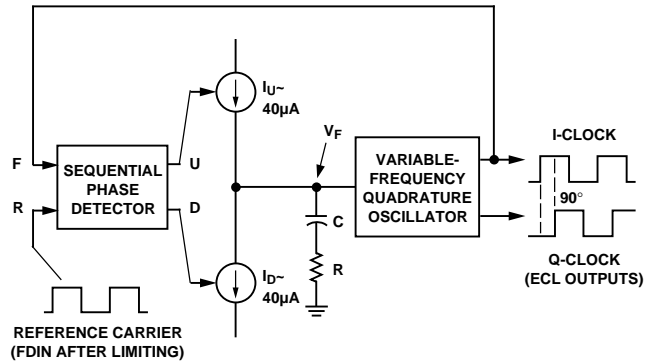 I_U~
40µA
V_F
I-CLOCK
F
U
SEQUENTIAL
PHASE
DETECTOR
VARIABLE-
FREQUENCY
QUADRATURE
OSCILLATOR
90°
R
D
C
R
I_D~
40µA
Q-CLOCK
(ECL OUTPUTS)
REFERENCE CARRIER
(FDIN AFTER LIMITING)